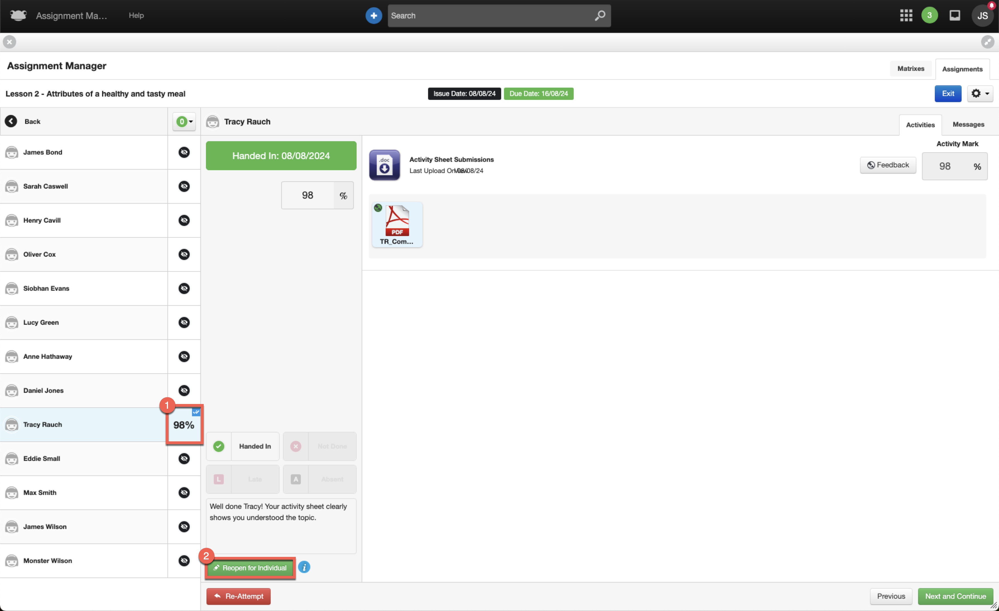 Assignment Ma...
Help
Search
3
JS
Assignment Manager
Matrixes
Assignments
Lesson 2 - Attributes of a healthy and tasty meal
Issue Date: 08/08/24
Due Date: 16/08/24
Exit
Back
0
Tracy Rauch
Activities
Messages
James Bond
Sarah Caswell
Henry Cavill
Oliver Cox
Siobhan Evans
Lucy Green
Anne Hathaway
Daniel Jones
1
Tracy Rauch
98%
Eddie Small
Max Smith
James Wilson
Monster Wilson
Handed In: 08/08/2024
98 %
Handed In
Not Done
L
Late
A
Absent
Well done Tracy! Your activity sheet clearly
shows you understood the topic.
2
Reopen for Individual
i
Re-Attempt
Activity Mark
.doc
Activity Sheet Submissions
Last Upload On 08/08/24
View
Feedback
98 %
PDF
TR_Com...
Previous
Next and Continue